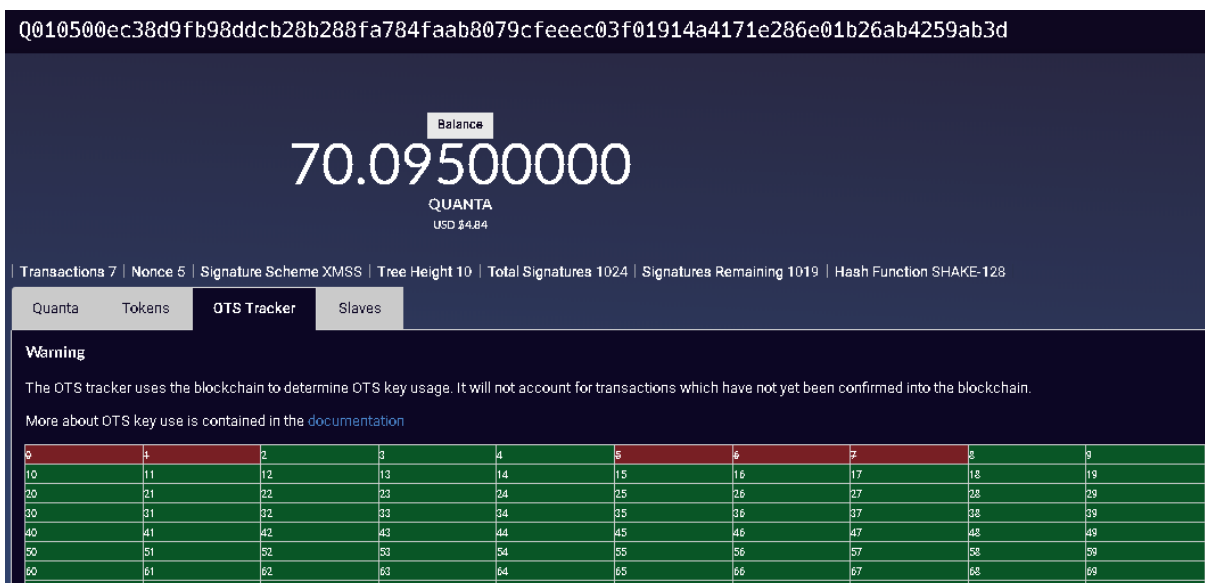 Q010500ec38d9fb98ddcb28b288fa784faab8079cfeeec03f01914a4171e286e01b26ab4259ab3d
Balance
70.09500000
QUANTA
USD $4.84
| Transactions 7 | Nonce 5 | Signature Scheme XMSS | Tree Height 10 | Total Signatures 1024 | Signatures Remaining 1019 | Hash Function SHAKE-128
Quanta Tokens OTS Tracker Slaves
Warning
The OTS tracker uses the blockchain to determine OTS key usage. It will not account for transactions which have not yet been confirmed into the blockchain.
More about OTS key use is contained in the documentation
0 1 2 3 4 5 6 7 8 9
10 11 12 13 14 15 16 17 18 19
20 21 22 23 24 25 26 27 28 29
30 31 32 33 34 35 36 37 38 39
40 41 42 43 44 45 46 47 48 49
50 51 52 53 54 55 56 57 58 59
60 61 62 63 64 65 66 67 68 69